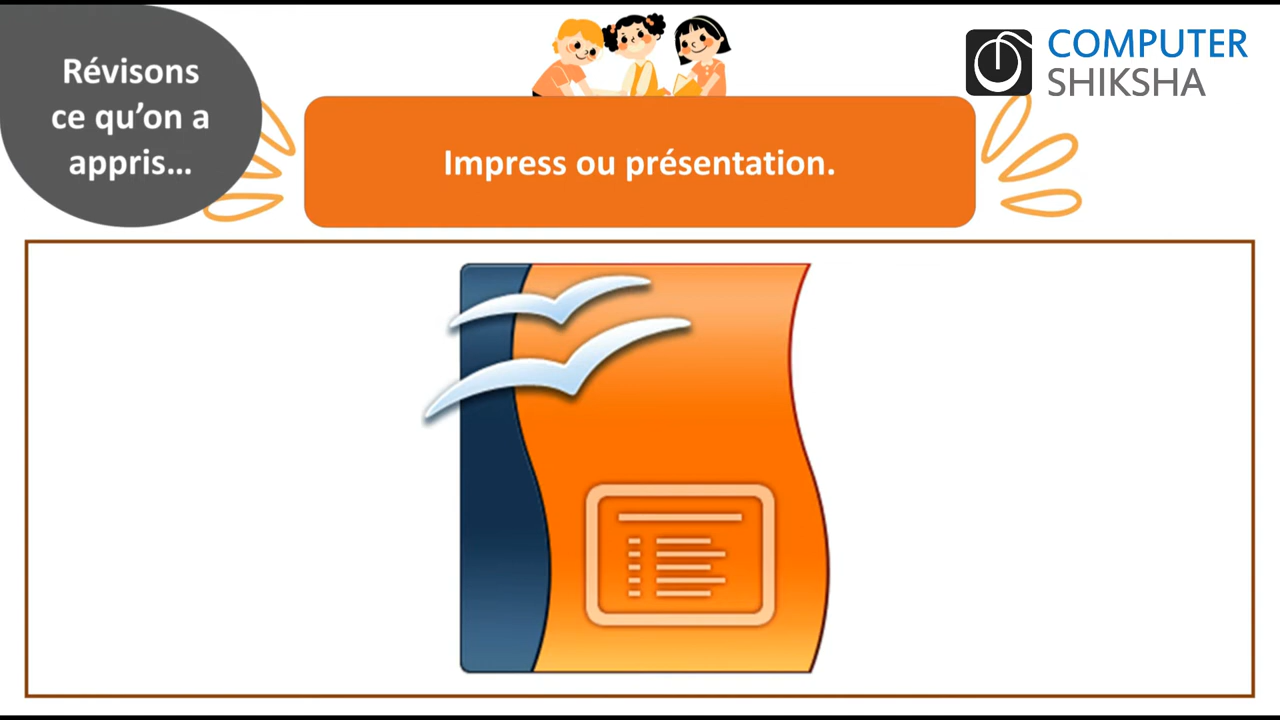 Révisons
ce qu’on a
appris...
COMPUTER
SHIKSHA
Impress ou présentation.